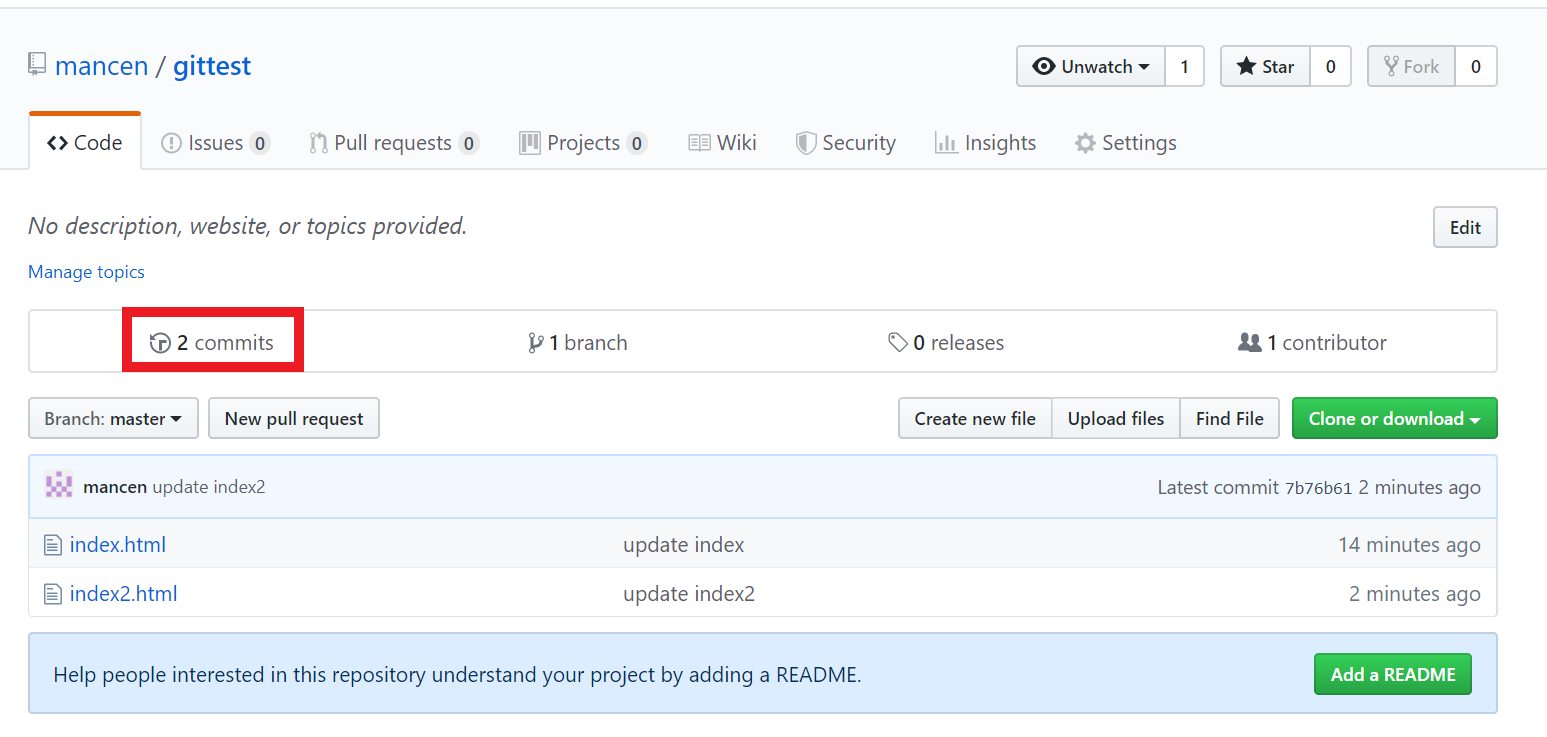 mancen / gittest
Unwatch 1 Star 0 Fork 0
Code Issues 0 Pull requests 0 Projects 0 Wiki Security Insights Settings
No description, website, or topics provided. Edit
Manage topics
2 commits 1 branch 0 releases 1 contributor
Branch: master New pull request Create new file Upload files Find File Clone or download
mancen update index2 Latest commit 7b76b61 2 minutes ago
index.html update index 14 minutes ago
index2.html update index2 2 minutes ago
Help people interested in this repository understand your project by adding a README. Add a README